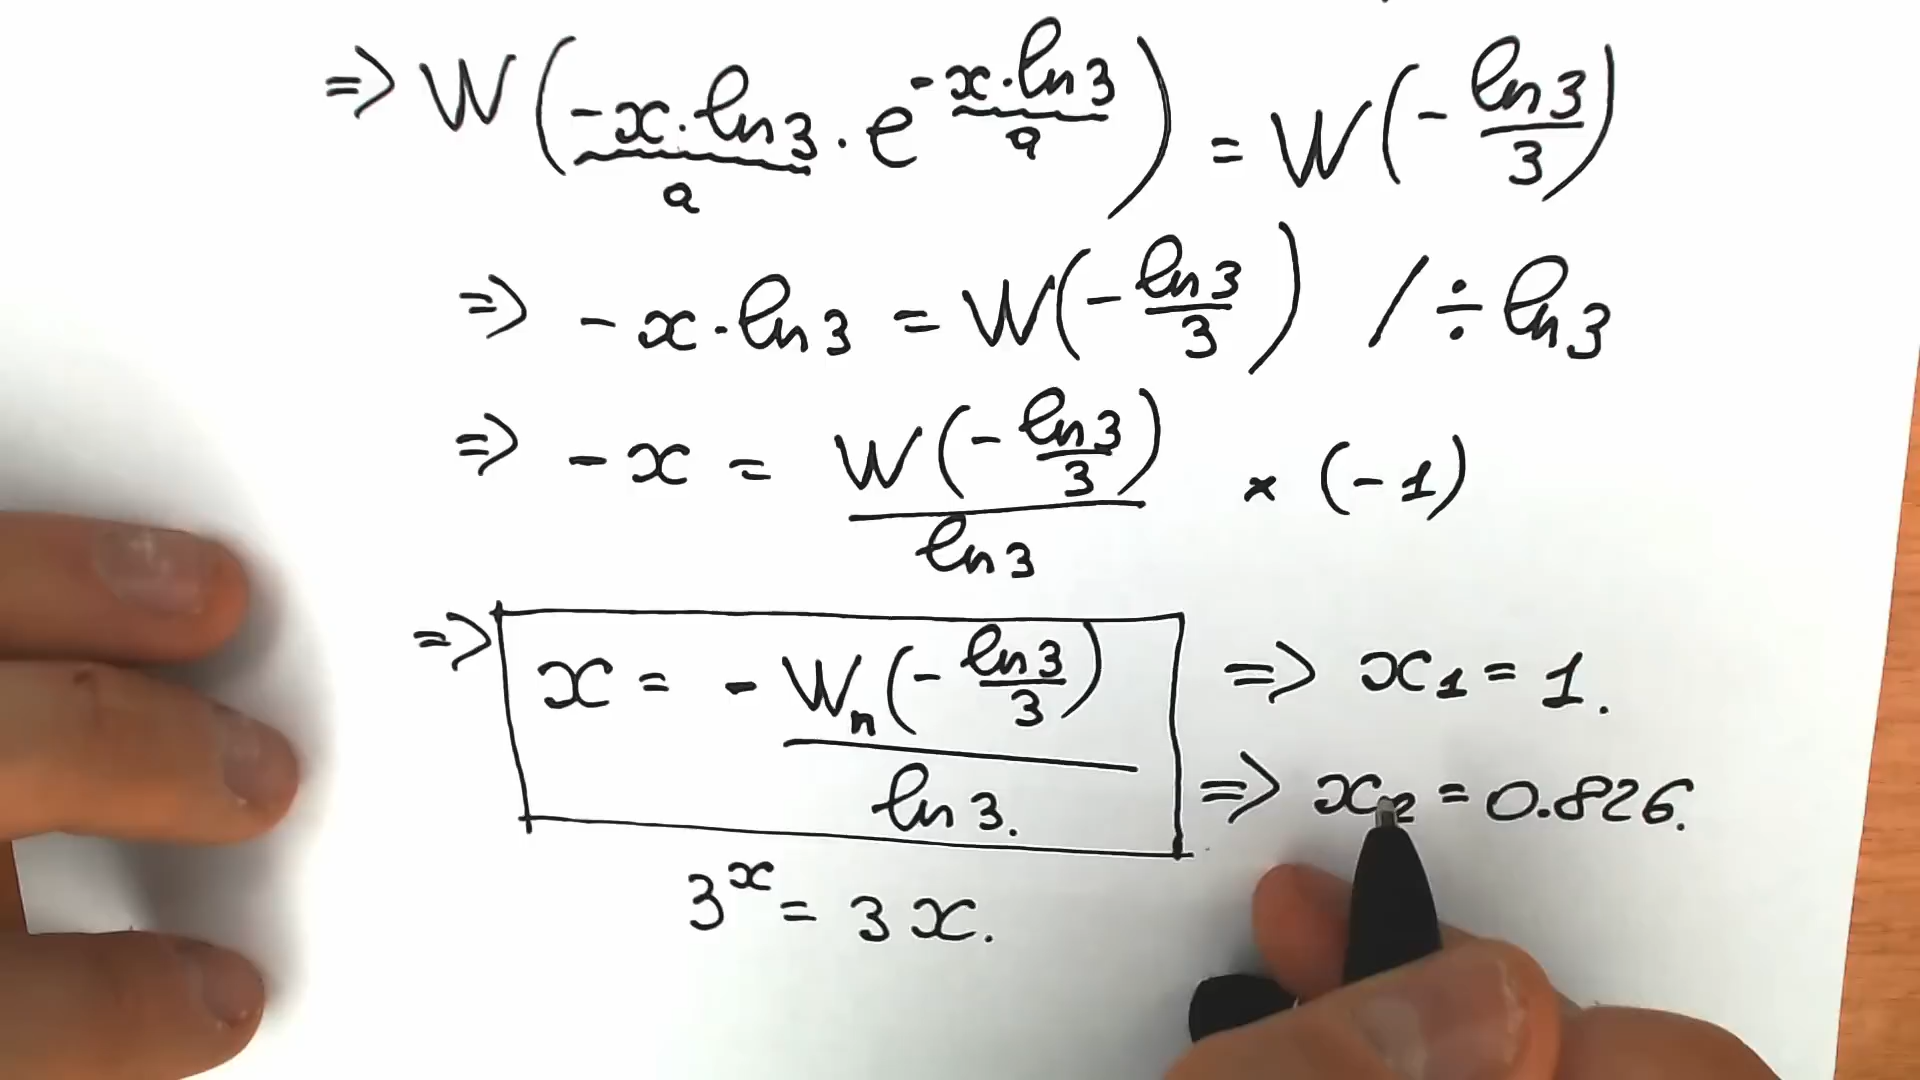 => W(-x·ln3·e^(-x·ln3)) = W(-ln3/3)
a a
=> -x·ln3 = W(-ln3/3) / ÷ ln3
=> -x = W(-ln3/3)/ln3 × (-1)
=> x = -Wₙ(-ln3/3)/ln3. => x₁ = 1.
=> x₂ = 0.826.
3^x = 3x.